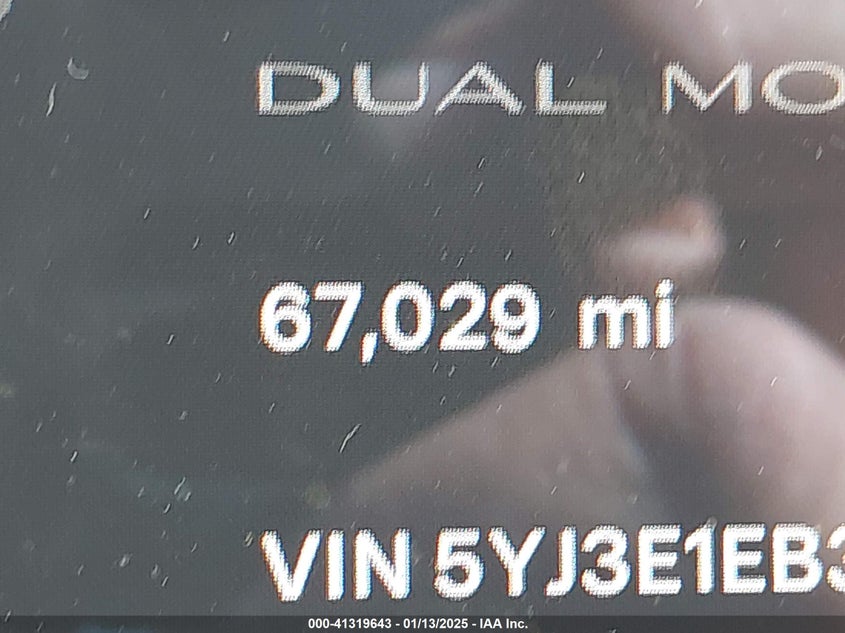 DUAL MO
67,029 mi
VIN 5YJ3E1EB3
000-41319643 - 01/13/2025 - IAA Inc.